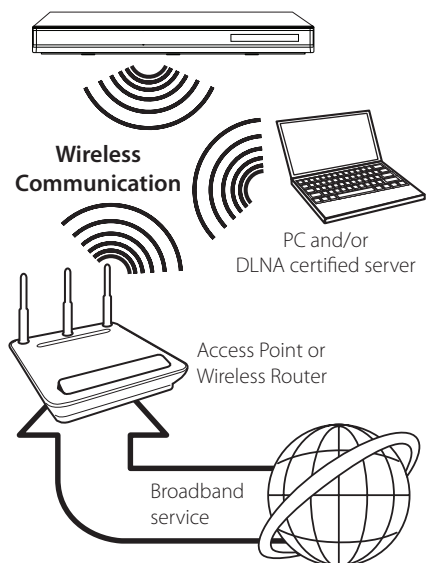 Wireless
Communication
PC and/or
DLNA certified server
Access Point or
Wireless Router
Broadband
service